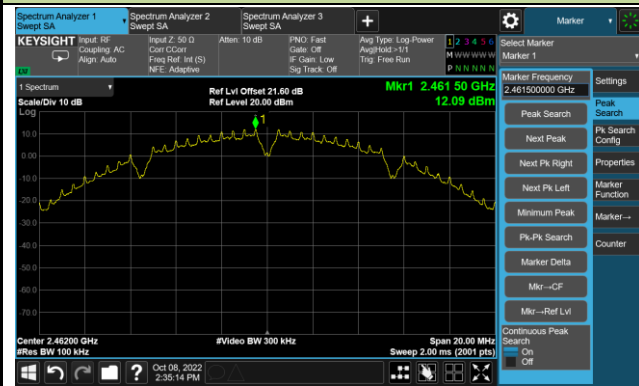 Spectrum Analyzer 1
Swept SA
Spectrum Analyzer 2
Swept SA
Spectrum Analyzer 3
Swept SA
+
Marker
KEYSIGHT
Input: RF
Coupling: AC
Align: Auto
Input Z: 50 Ω
Corr CCorr
Freq Ref: Int (S)
NFE: Adaptive
Atten: 10 dB
PNO: Fast
Gate: Off
IF Gain: Low
Sig Track: Off
Avg Type: Log-Power
Avg|Hold:>1/1
Trig: Free Run
1 2 3 4 5 6
M W W W W W
P N N N N N
Select Marker
Marker 1
1 Spectrum
Scale/Div 10 dB
Log
Ref Lvl Offset 21.60 dB
Ref Level 20.00 dBm
Mkr1 2.461 50 GHz
12.09 dBm
1
10.0
0.00
-10.0
-20.0
-30.0
-40.0
-50.0
-60.0
-70.0
Center 2.46200 GHz
#Res BW 100 kHz
#Video BW 300 kHz
Span 20.00 MHz
Sweep 2.00 ms (2001 pts)
Marker Frequency
2.461500000 GHz
Peak Search
Next Peak
Next Pk Right
Next Pk Left
Minimum Peak
Pk-Pk Search
Marker Delta
Mkr→CF
Mkr→Ref Lvl
Continuous Peak
Search
On
Off
Settings
Peak
Search
Pk Search
Config
Properties
Marker
Function
Marker→
Counter
?
Oct 08, 2022
2:35:14 PM